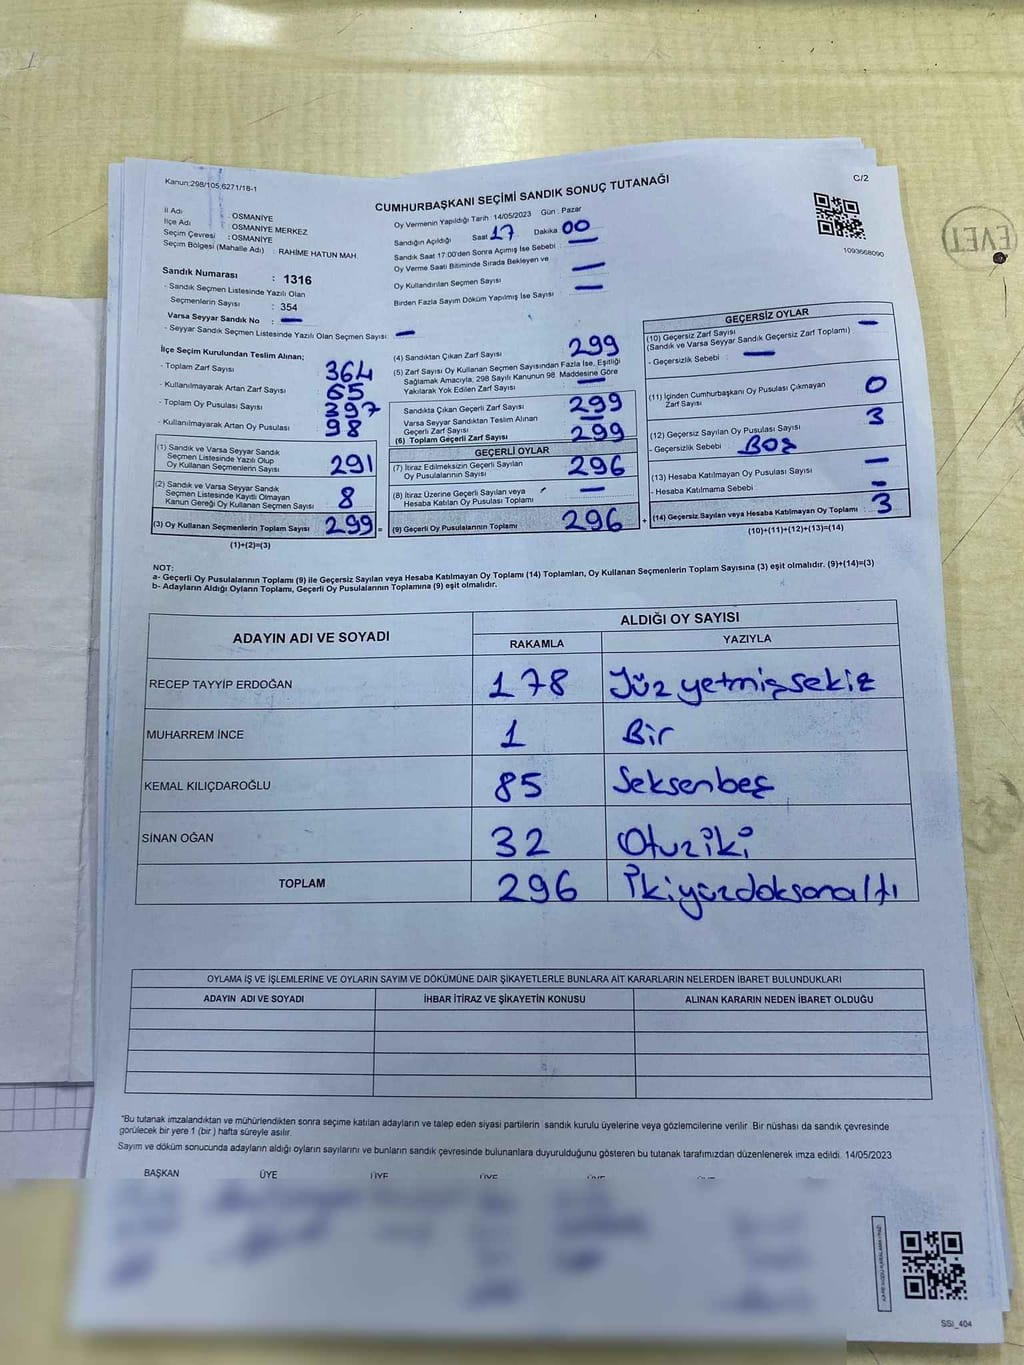 Kanun:298/105;6271/18-1
C/2
CUMHURBAŞKANI SEÇİMİ SANDIK SONUÇ TUTANAĞI
1093668090
İl Adı : OSMANİYE
İlçe Adı : OSMANİYE MERKEZ
Seçim Çevresi : OSMANİYE
Seçim Bölgesi (Mahalle Adı) : RAHİME HATUN MAH.
Sandık Numarası : 1316
- Sandık Seçmen Listesinde Yazılı Olan
Seçmenlerin Sayısı : 354
Varsa Seyyar Sandık No : —
- Seyyar Sandık Seçmen Listesinde Yazılı Olan Seçmen Sayısı : —
Oy Vermenin Yapıldığı Tarih : 14/05/2023 Gün : Pazar
Sandığın Açıldığı Saat 17 Dakika 00
Sandık Saat 17:00'den Sonra Açımış İse Sebebi : —
Oy Verme Saati Bitiminde Sırada Bekleyen ve
Oy Kullandırılan Seçmen Sayısı —
Birden Fazla Sayım Döküm Yapılmış İse Sayısı : —
İlçe Seçim Kurulundan Teslim Alınan;
- Toplam Zarf Sayısı 364
- Kullanılmayarak Artan Zarf Sayısı 65
- Toplam Oy Pusulası Sayısı 397
- Kullanılmayarak Artan Oy Pusulası 98
(1) Sandık ve Varsa Seyyar Sandık
Seçmen Listesinde Yazılı Olup
Oy Kullanan Seçmenlerin Sayısı 291
(2) Sandık ve Varsa Seyyar Sandık
Seçmen Listesinde Kayıtlı Olmayan
Kanun Gereği Oy Kullanan Seçmen Sayısı 8
(3) Oy Kullanan Seçmenlerin Toplam Sayısı 299 =
(1)+(2)=(3)
(4) Sandıktan Çıkan Zarf Sayısı 299
(5) Zarf Sayısı Oy Kullanan Seçmen Sayısından Fazla İse, Eşitliği
Sağlamak Amacıyla, 298 Sayılı Kanunun 98. Maddesine Göre
Yakılarak Yok Edilen Zarf Sayısı —
Sandıkta Çıkan Geçerli Zarf Sayısı 299
Varsa Seyyar Sandıktan Teslim Alınan
Geçerli Zarf Sayısı —
(6) Toplam Geçerli Zarf Sayısı 299
GEÇERLİ OYLAR
(7) İtiraz Edilmeksizin Geçerli Sayılan
Oy Pusulalarının Sayısı 296
(8) İtiraz Üzerine Geçerli Sayılan veya
Hesaba Katılan Oy Pusulası Toplamı —
(9) Geçerli Oy Pusulalarının Toplamı 296 +
GEÇERSİZ OYLAR
(10) Geçersiz Zarf Sayısı
(Sandık ve Varsa Seyyar Sandık Geçersiz Zarf Toplamı) —
- Geçersizlik Sebebi : —
(11) İçinden Cumhurbaşkanı Oy Pusulası Çıkmayan
Zarf Sayısı 0
(12) Geçersiz Sayılan Oy Pusulası Sayısı 3
- Geçersizlik Sebebi : BOŞ
(13) Hesaba Katılmayan Oy Pusulası Sayısı —
- Hesaba Katılmama Sebebi : —
(14) Geçersiz Sayılan veya Hesaba Katılmayan Oy Toplamı : 3
(10)+(11)+(12)+(13)=(14)
NOT:
a- Geçerli Oy Pusulalarının Toplamı (9) ile Geçersiz Sayılan veya Hesaba Katılmayan Oy Toplamı (14) Toplamları, Oy Kullanan Seçmenlerin Toplam Sayısına (3) eşit olmalıdır. (9)+(14)=(3)
b- Adayların Aldığı Oyların Toplamı, Geçerli Oy Pusulalarının Toplamına (9) eşit olmalıdır.
ADAYIN ADI VE SOYADI
ALDIĞI OY SAYISI
RAKAMLA YAZIYLA
RECEP TAYYİP ERDOĞAN 178 Yüzyetmişsekiz
MUHARREM İNCE 1 Bir
KEMAL KILIÇDAROĞLU 85 Seksenbeş
SİNAN OĞAN 32 Otuziki
TOPLAM 296 İkiyüzdoksanaltı
OYLAMA İŞ VE İŞLEMLERİNE VE OYLARIN SAYIM VE DÖKÜMÜNE DAİR ŞİKAYETLERLE BUNLARA AİT KARARLARIN NELERDEN İBARET BULUNDUKLARI
ADAYIN ADI VE SOYADI İHBAR İTİRAZ VE ŞİKAYETİN KONUSU ALINAN KARARIN NEDEN İBARET OLDUĞU
"Bu tutanak imzalandıktan ve mühürlendikten sonra seçime katılan adayların ve talep eden siyasi partilerin sandık kurulu üyelerine veya gözlemcilerine verilir. Bir nüshası da sandık çevresinde
görülecek bir yere 1 (bir) hafta süreyle asılır.
Sayım ve döküm sonucunda adayların aldığı oyların sayılarını ve bunların sandık çevresinde bulunanlara duyurulduğunu gösteren bu tutanak tarafımızdan düzenlenerek imza edildi. 14/05/2023
BAŞKAN ÜYE ÜYE ÜYE ÜYE ÜYE
SSİ_404
EVET